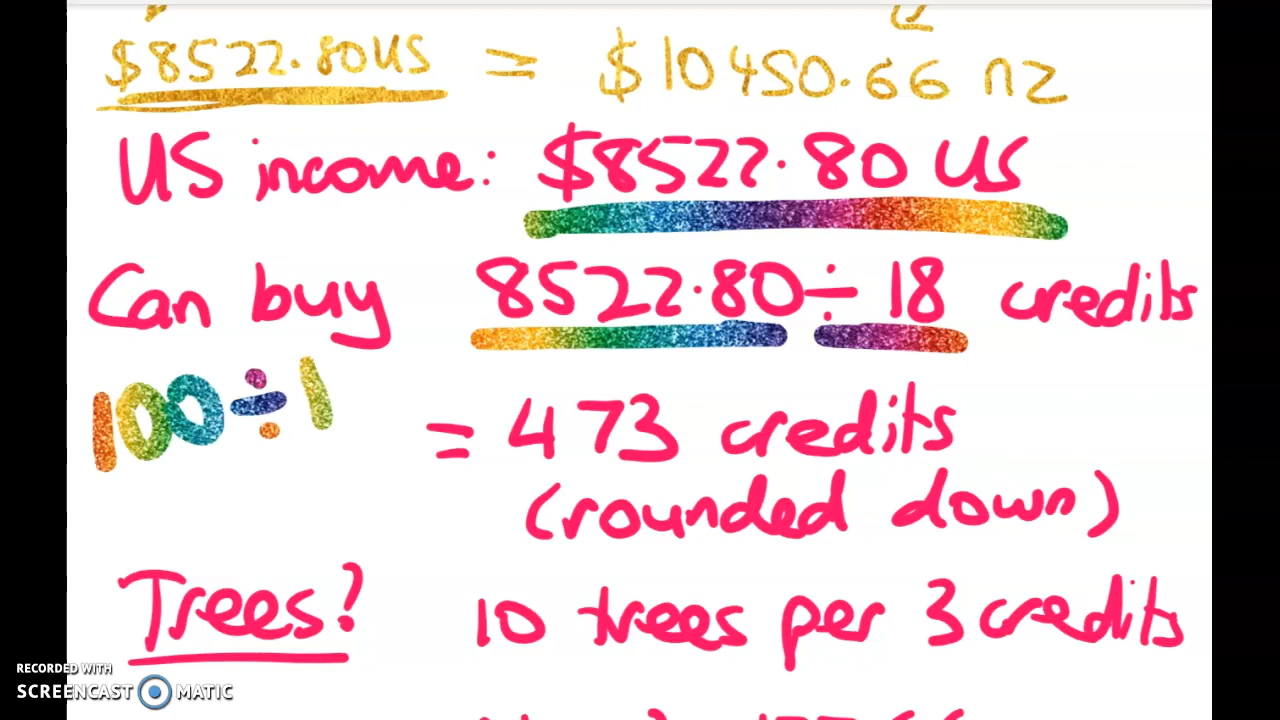 $8522.80US = $10450.66 nz
US income: $8522.80 US
Can buy 8522.80÷18 credits
100÷1
= 473 credits
(rounded down)
Trees? 10 trees per 3 credits
RECORDED WITH
SCREENCAST MATIC